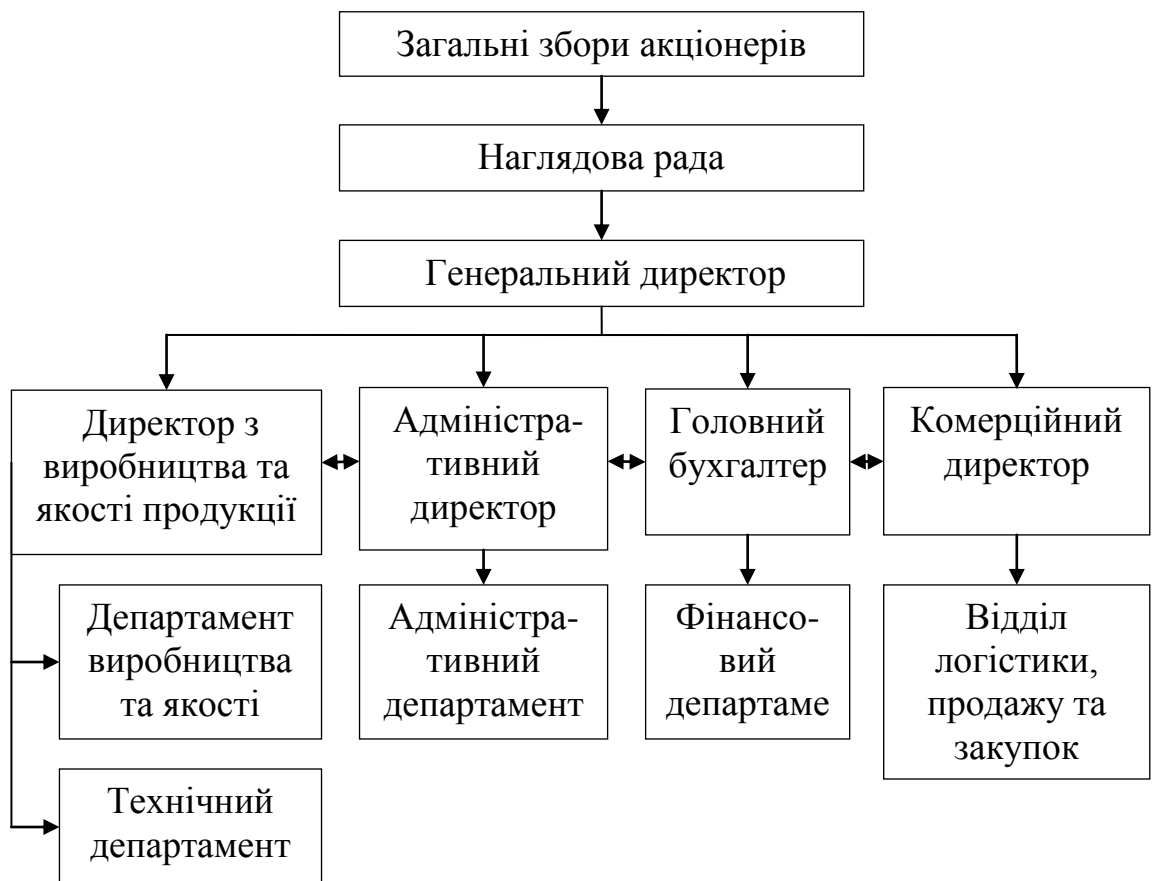 Загальні збори акціонерів
Наглядова рада
Генеральний директор
Директор з
виробництва та
якості продукції
Адміністра-
тивний
директор
Головний
бухгалтер
Комерційний
директор
Департамент
виробництва
та якості
Адміністра-
тивний
департамент
Фінансо-
вий
департаме
Відділ
логістики,
продажу та
закупок
Технічний
департамент